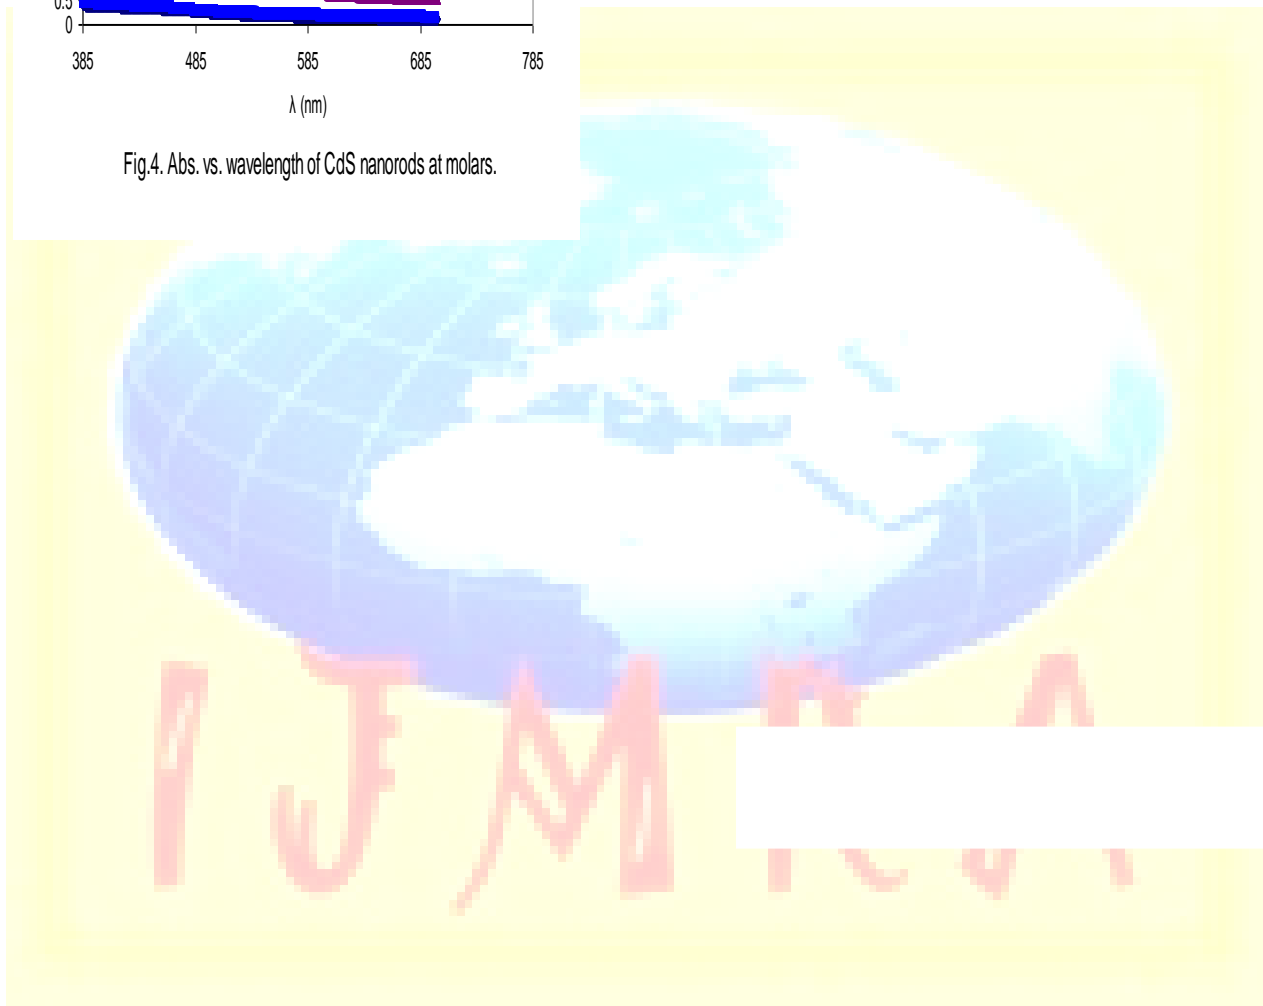 0.5
0
385 485 585 685 785
λ (nm)
Fig.4. Abs. vs. wavelength of CdS nanorods at molars.
IJMRA